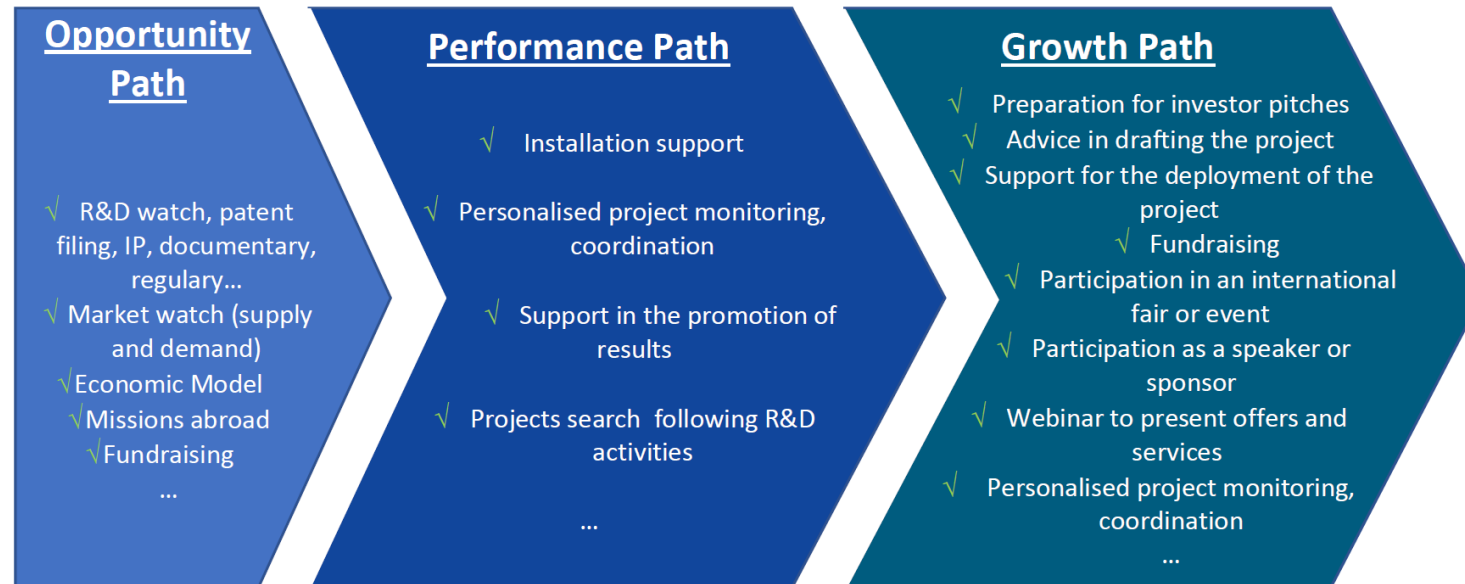 Opportunity
Path
√ R&D watch, patent
filing, IP, documentary,
regulary...
√ Market watch (supply
and demand)
√Economic Model
√Missions abroad
√Fundraising
...
Performance Path
√ Installation support
√ Personalised project monitoring,
coordination
√ Support in the promotion of
results
√ Projects search following R&D
activities
...
Growth Path
√ Preparation for investor pitches
√ Advice in drafting the project
√ Support for the deployment of the
project
√ Fundraising
√ Participation in an international
fair or event
√ Participation as a speaker or
sponsor
√ Webinar to present offers and
services
√ Personalised project monitoring,
coordination
...